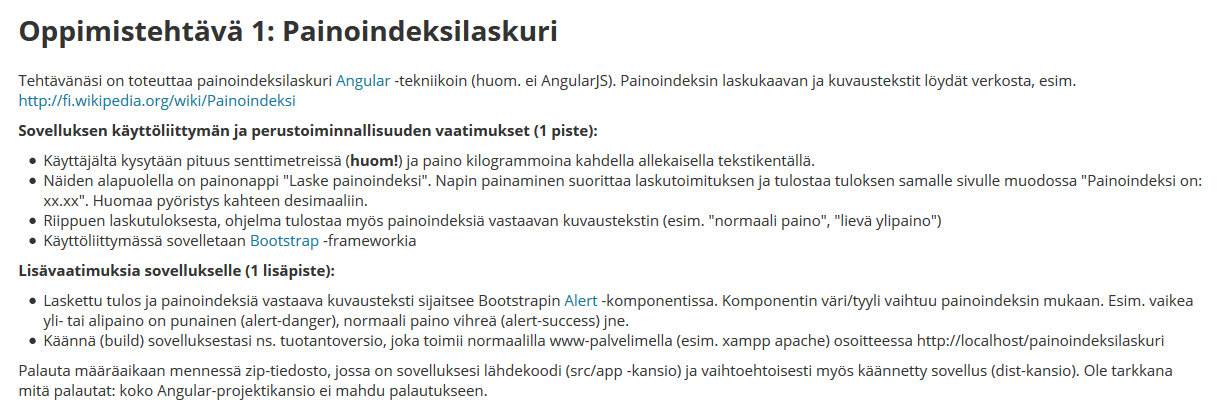 Oppimistehtävä 1: Painoindeksilaskuri
Tehtävänäsi on toteuttaa painoindeksilaskuri Angular -tekniikoin (huom. ei AngularJS). Painoindeksin laskukaavan ja kuvaustekstit löydät verkosta, esim.
http://fi.wikipedia.org/wiki/Painoindeksi
Sovelluksen käyttöliittymän ja perustoiminnallisuuden vaatimukset (1 piste):
• Käyttäjältä kysytään pituus senttimetreissä (huom!) ja paino kilogrammoina kahdella allekaisella tekstikentällä.
• Näiden alapuolella on painonappi "Laske painoindeksi". Napin painaminen suorittaa laskutoimituksen ja tulostaa tuloksen samalle sivulle muodossa "Painoindeksi on:
xx.xx". Huomaa pyöristys kahteen desimaaliin.
• Riippuen laskutuloksesta, ohjelma tulostaa myös painoindeksiä vastaavan kuvaustekstin (esim. "normaali paino", "lievä ylipaino")
• Käyttöliittymässä sovelletaan Bootstrap -frameworkia
Lisävaatimuksia sovellukselle (1 lisäpiste):
• Laskettu tulos ja painoindeksiä vastaava kuvausteksti sijaitsee Bootstrapin Alert -komponentissa. Komponentin väri/tyyli vaihtuu painoindeksin mukaan. Esim. vaikea
yli- tai alipaino on punainen (alert-danger), normaali paino vihreä (alert-success) jne.
• Käännä (build) sovelluksestasi ns. tuotantoversio, joka toimii normaalilla www-palvelimella (esim. xampp apache) osoitteessa http://localhost/painoindeksilaskuri
Palauta määräaikaan mennessä zip-tiedosto, jossa on sovelluksesi lähdekoodi (src/app -kansio) ja vaihtoehtoisesti myös käännetty sovellus (dist-kansio). Ole tarkkana
mitä palautat: koko Angular-projektikansio ei mahdu palautukseen.